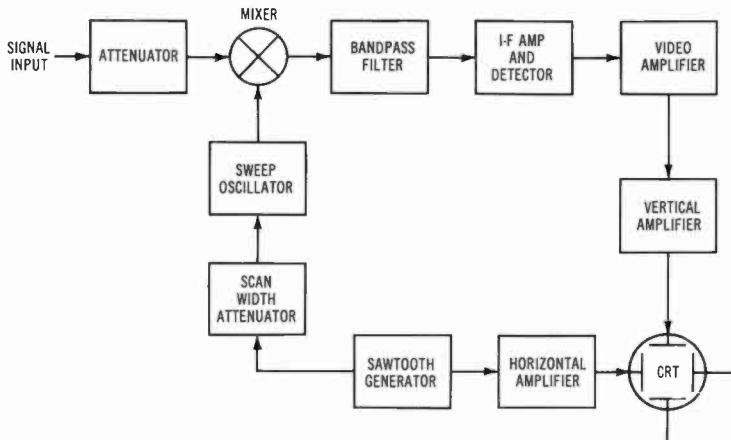 MIXER
SIGNAL
INPUT
ATTENUATOR
BANDPASS
FILTER
I-F AMP
AND
DETECTOR
VIDEO
AMPLIFIER
SWEEP
OSCILLATOR
VERTICAL
AMPLIFIER
SCAN
WIDTH
ATTENUATOR
SAWTOOTH
GENERATOR
HORIZONTAL
AMPLIFIER
CRT